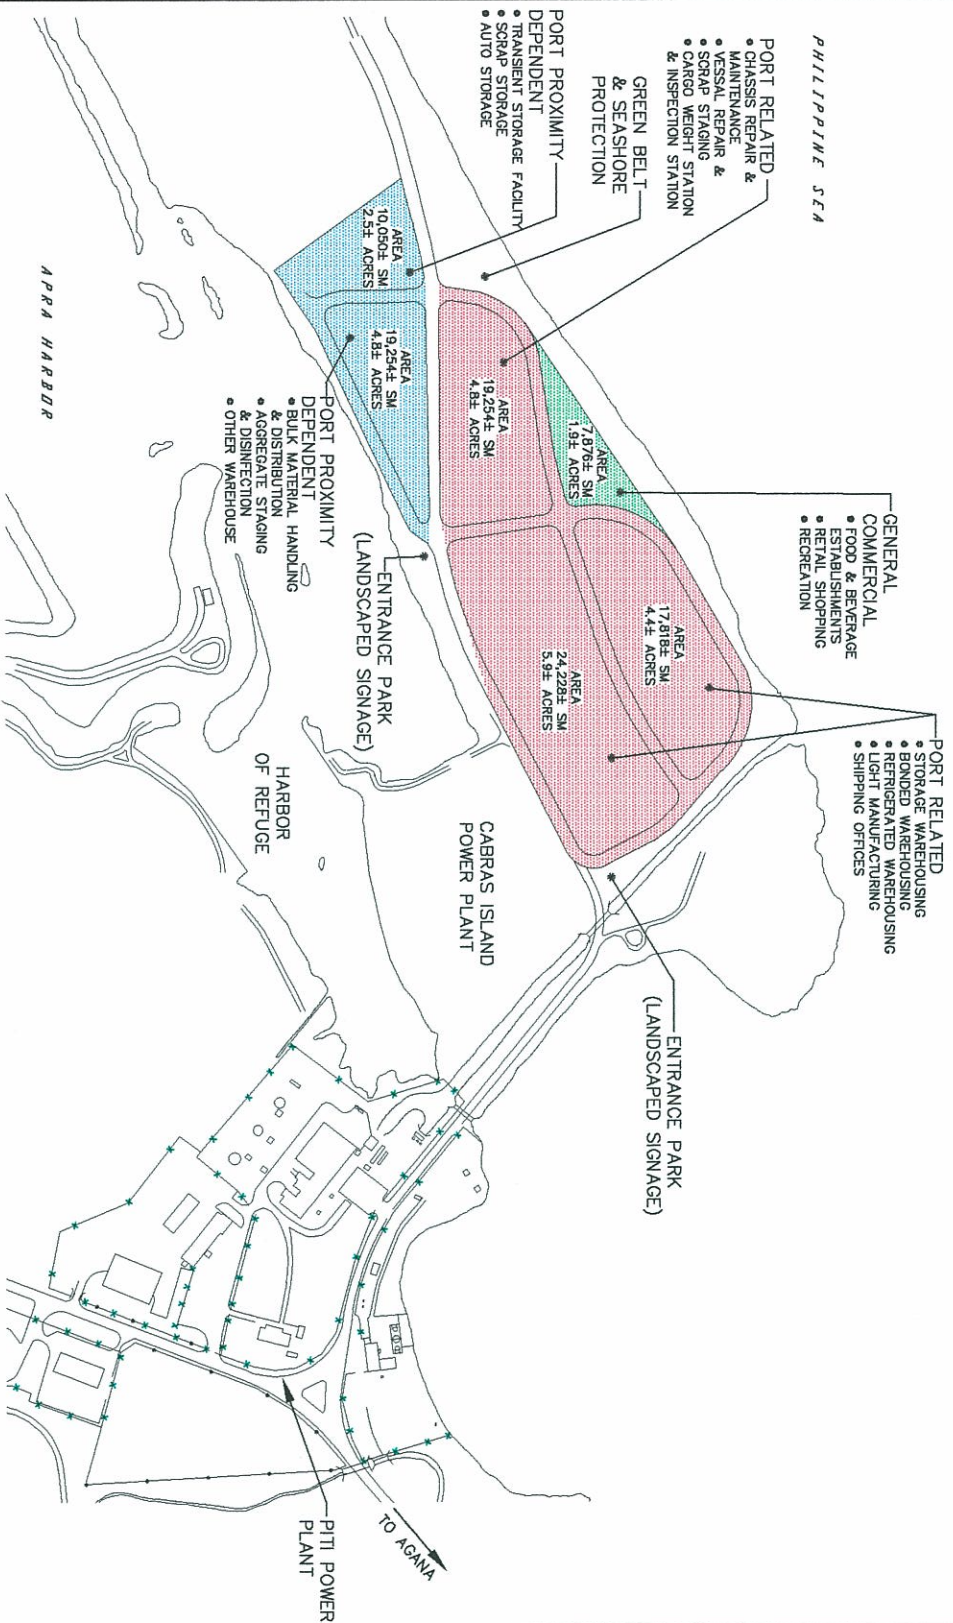 PHILIPPINE SEA
PORT RELATED
• CHASSIS REPAIR &
MAINTENANCE
• VESSAL REPAIR &
• SCRAP STAGING
• CARGO WEIGHT STATION
& INSPECTION STATION
GREEN BELT
& SEASHORE
PROTECTION
PORT PROXIMITY
DEPENDENT
• TRANSIENT STORAGE FACILITY
• SCRAP STORAGE
• AUTO STORAGE
GENERAL
COMMERCIAL
• FOOD & BEVERAGE
ESTABLISHMENTS
• RETAIL SHOPPING
• RECREATION
PORT RELATED
• STORAGE WAREHOUSING
• BONDED WAREHOUSING
• REFRIGERATED WAREHOUSING
• LIGHT MANUFACTURING
• SHIPPING OFFICES
AREA
7,876± SM
1.9± ACRES
AREA
19,254± SM
4.8± ACRES
AREA
17,818± SM
4.4± ACRES
AREA
24,228± SM
5.9± ACRES
AREA
10,050± SM
2.5± ACRES
AREA
19,254± SM
4.8± ACRES
ENTRANCE PARK
(LANDSCAPED SIGNAGE)
ENTRANCE PARK
(LANDSCAPED SIGNAGE)
PORT PROXIMITY
DEPENDENT
• BULK MATERIAL HANDLING
& DISTRIBUTION
• AGGREGATE STAGING
& DISINFECTION
• OTHER WAREHOUSE
CABRAS ISLAND
POWER PLANT
HARBOR
OF REFUGE
APRA HARBOR
TO AGANA
PITI POWER
PLANT